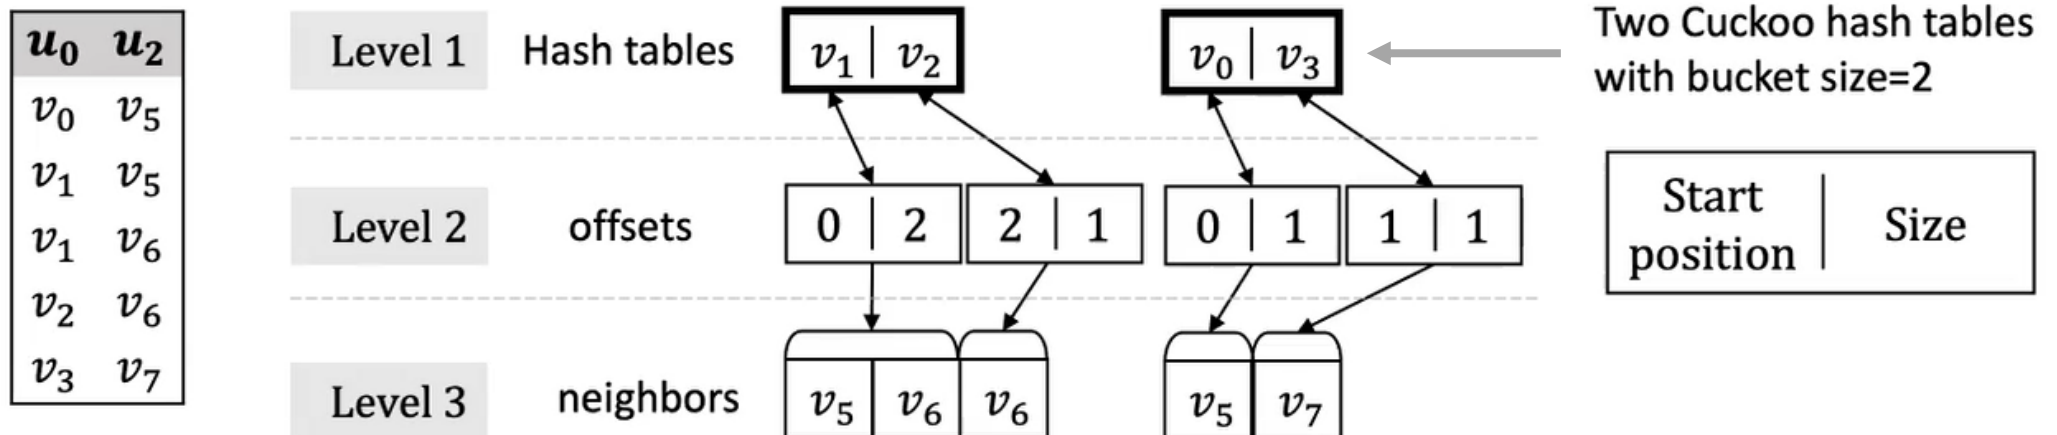 u₀ u₂
v₀ v₅
v₁ v₅
v₁ v₆
v₂ v₆
v₃ v₇
Level 1 Hash tables v₁ | v₂ v₀ | v₃
Two Cuckoo hash tables
with bucket size=2
Level 2 offsets 0 | 2 2 | 1 0 | 1 1 | 1
Start
position | Size
Level 3 neighbors v₅ v₆ v₆ v₅ v₇